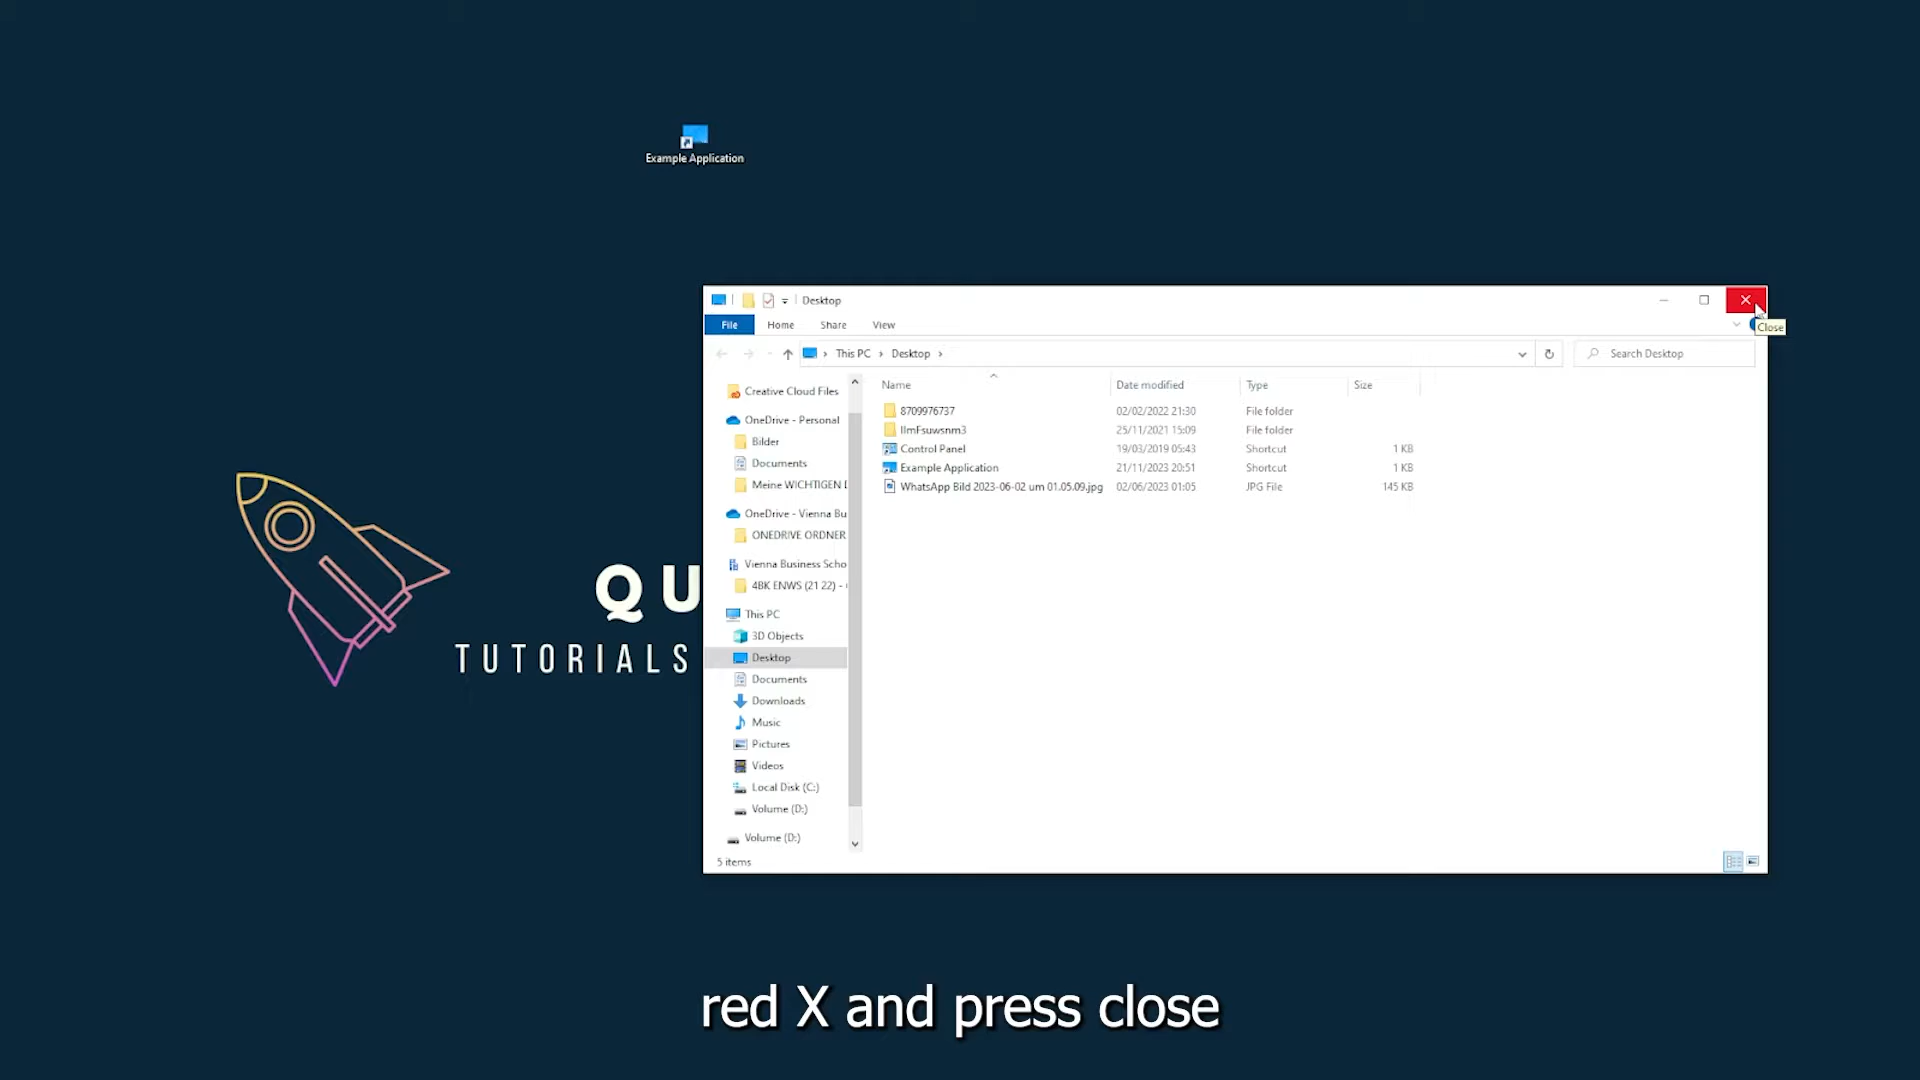 Example Application
QU
TUTORIALS
Desktop
File Home Share View
Close
This PC › Desktop ›
Search Desktop
Creative Cloud Files
OneDrive - Personal
Bilder
Documents
Meine WICHTIGEN
OneDrive - Vienna Bu
ONEDRIVE ORDNER
Vienna Business Scho
4BK ENWS (21 22) -
This PC
3D Objects
Desktop
Documents
Downloads
Music
Pictures
Videos
Local Disk (C:)
Volume (D:)
Volume (D:)
Name Date modified Type Size
8709976737 02/02/2022 21:30 File folder
25/11/2021 15:09 File folder
Control Panel 19/03/2019 05:43 Shortcut 1 KB
Example Application 21/11/2023 20:51 Shortcut 1 KB
WhatsApp Bild 2023-06-02 um 01.05.09.jpg 02/06/2023 01:05 JPG File 145 KB
5 items
red X and press close